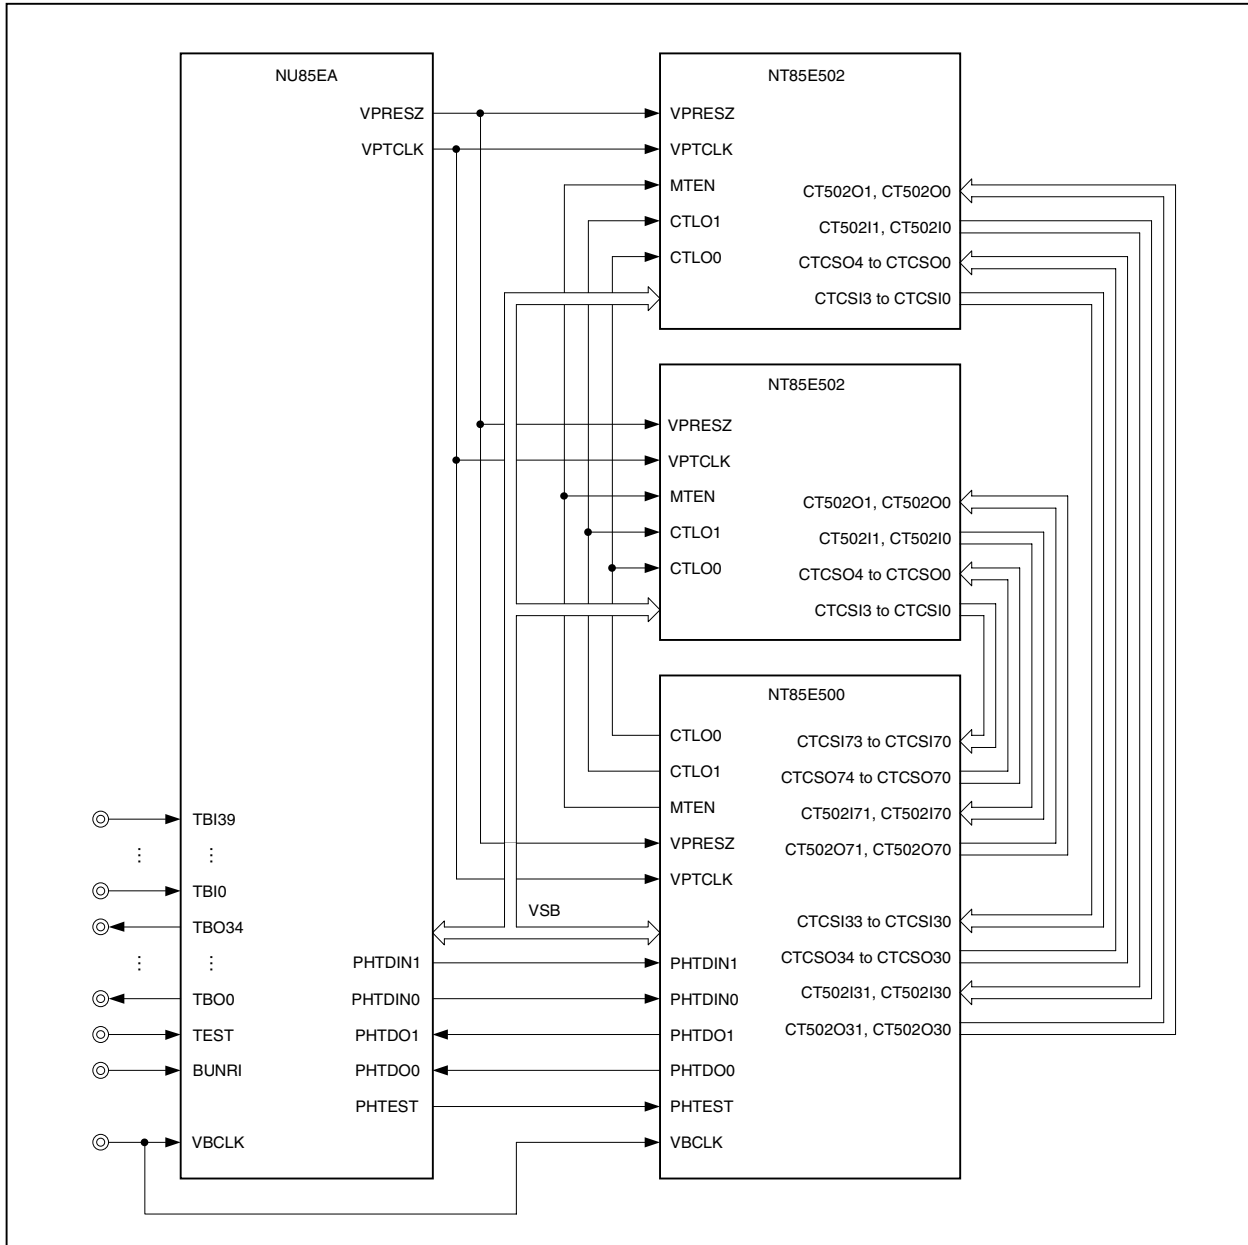 NU85EA
VPRESZ
VPTCLK
TBI39
⋮ ⋮
TBI0
TBO34
⋮ ⋮
TBO0
TEST
BUNRI
VBCLK
PHTDIN1
PHTDIN0
PHTDO1
PHTDO0
PHTEST
VSB
NT85E502
VPRESZ
VPTCLK
MTEN
CTLO1
CTLO0
CT502O1, CT502O0
CT502I1, CT502I0
CTCSO4 to CTCSO0
CTCSI3 to CTCSI0
NT85E502
VPRESZ
VPTCLK
MTEN
CTLO1
CTLO0
CT502O1, CT502O0
CT502I1, CT502I0
CTCSO4 to CTCSO0
CTCSI3 to CTCSI0
NT85E500
CTLO0
CTLO1
MTEN
VPRESZ
VPTCLK
PHTDIN1
PHTDIN0
PHTDO1
PHTDO0
PHTEST
VBCLK
CTCSI73 to CTCSI70
CTCSO74 to CTCSO70
CT502I71, CT502I70
CT502O71, CT502O70
CTCSI33 to CTCSI30
CTCSO34 to CTCSO30
CT502I31, CT502I30
CT502O31, CT502O30